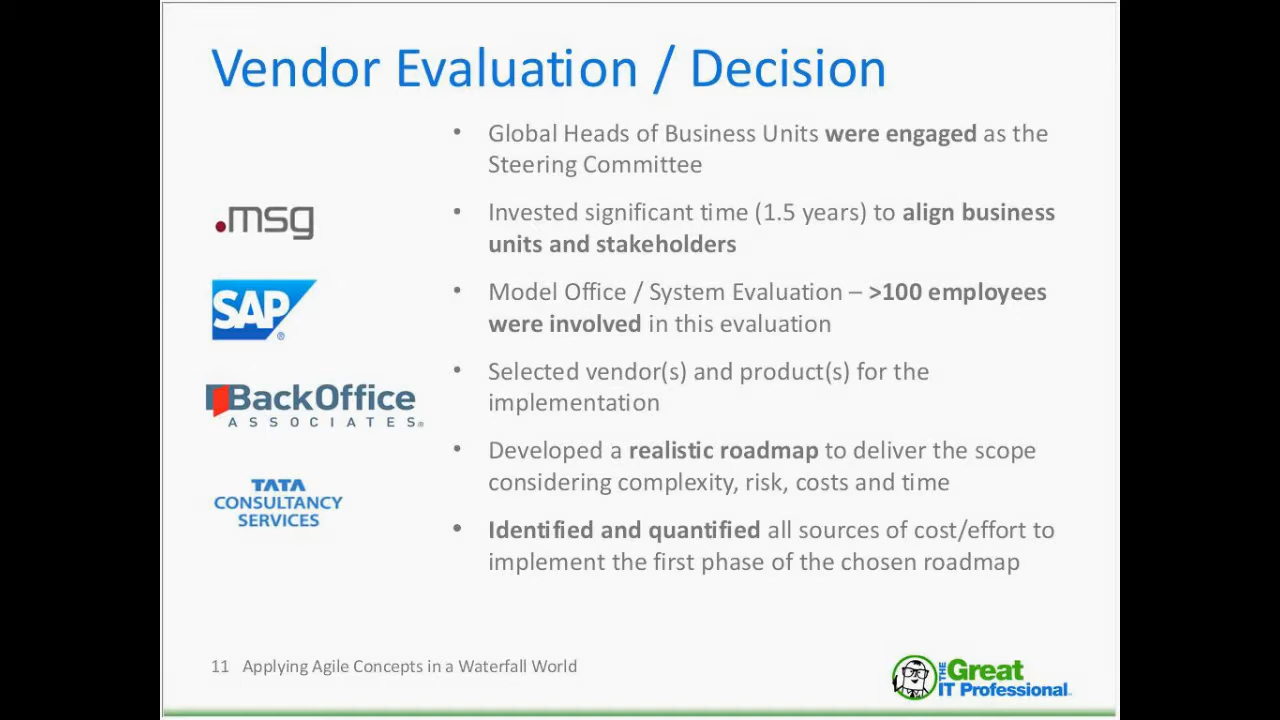 Vendor Evaluation / Decision
• Global Heads of Business Units were engaged as the
Steering Committee
• Invested significant time (1.5 years) to align business
units and stakeholders
• Model Office / System Evaluation – >100 employees
were involved in this evaluation
• Selected vendor(s) and product(s) for the
implementation
• Developed a realistic roadmap to deliver the scope
considering complexity, risk, costs and time
• Identified and quantified all sources of cost/effort to
implement the first phase of the chosen roadmap
.msg
SAP®
BackOffice
ASSOCIATES®
TATA
CONSULTANCY
SERVICES
11 Applying Agile Concepts in a Waterfall World
THE Great
IT Professional